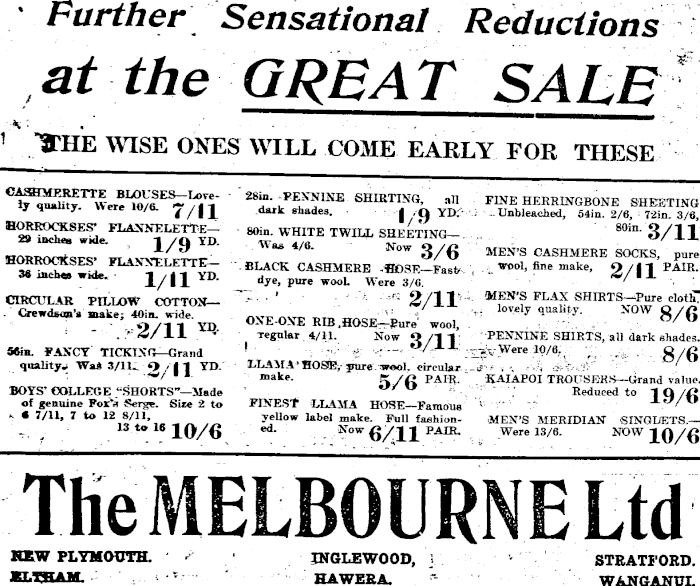 Further Sensational Reductions
at the GREAT SALE
THE WISE ONES WILL COME EARLY FOR THESE
CASHMERETTE BLOUSES—Love-
ly quality. Were 10/6. 7/11
HORROCKSES' FLANNELETTE—
29 inches wide. 1/9 YD.
HORROCKSES' FLANNELETTE—
36 inches wide. 1/11 YD.
CIRCULAR PILLOW COTTON—
Crewdson's make; 40in. wide.
2/11 YD.
56in. FANCY TICKING—Grand
quality. Was 3/11. 2/11 YD.
BOYS' COLLEGE "SHORTS"—Made
of genuine Fox's Serge. Size 2 to
6 7/11, 7 to 12 8/11,
13 to 16 10/6
28in. PENNINE SHIRTING, all
dark shades. 1/9 YD.
80in. WHITE TWILL SHEETING—
Was 4/6. Now 3/6
BLACK CASHMERE HOSE—Fast
dye, pure wool. Were 3/6.
2/11
ONE-ONE RIB HOSE—Pure wool,
regular 4/11. Now 3/11
LLAMA HOSE, pure wool. circular
make. 5/6 PAIR.
FINEST LLAMA HOSE—Famous
yellow label make. Full fashion-
ed. Now 6/11 PAIR.
FINE HERRINGBONE SHEETING
Unbleached, 54in. 2/6, 72in. 3/6,
80in. 3/11
MEN'S CASHMERE SOCKS, pure
wool, fine make, 2/11 PAIR.
MEN'S FLAX SHIRTS—Pure cloth,
lovely quality. NOW 8/6
PENNINE SHIRTS, all dark shades.
Were 10/6. 8/6
KAIAPOI TROUSERS—Grand value.
Reduced to 19/6
MEN'S MERIDIAN SINGLETS—
Were 13/6. NOW 10/6
The MELBOURNE Ltd
NEW PLYMOUTH. INGLEWOOD, STRATFORD.
ELTHAM. HAWERA. WANGANUI.